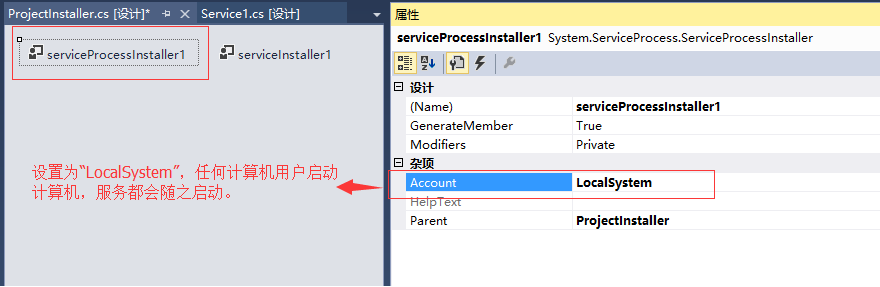 ProjectInstaller.cs [设计]*
Service1.cs [设计]
serviceProcessInstaller1
serviceInstaller1
设置为“LocalSystem”，任何计算机用户启动
计算机，服务都会随之启动。
属性
serviceProcessInstaller1 System.ServiceProcess.ServiceProcessInstaller
设计
(Name) serviceProcessInstaller1
GenerateMember True
Modifiers Private
杂项
Account LocalSystem
HelpText
Parent ProjectInstaller